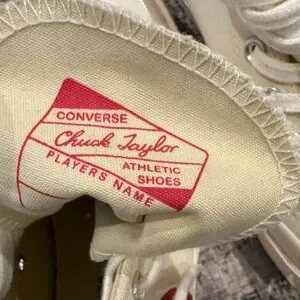 CONVERSE
Chuck Taylor
ATHLETIC
SHOES
PLAYERS NAME